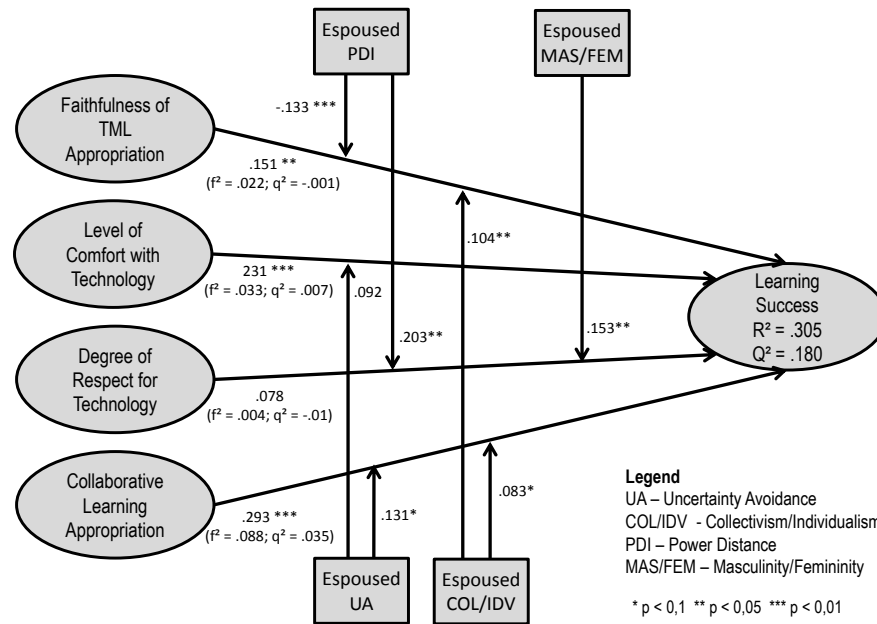 Espoused
PDI
Espoused
MAS/FEM
Faithfulness of
TML
Appropriation
-.133 ***
.151 **
(f² = .022; q² = -.001)
Level of
Comfort with
Technology
.104**
231 ***
(f² = .033; q² = .007)
.092
Learning
Success
R² = .305
Q² = .180
Degree of
Respect for
Technology
.203**
.153**
.078
(f² = .004; q² = -.01)
Collaborative
Learning
Appropriation
.293 ***
(f² = .088; q² = .035)
.131*
.083*
Espoused
UA
Espoused
COL/IDV
Legend
UA – Uncertainty Avoidance
COL/IDV - Collectivism/Individualism
PDI – Power Distance
MAS/FEM – Masculinity/Femininity
* p < 0,1 ** p < 0,05 *** p < 0,01